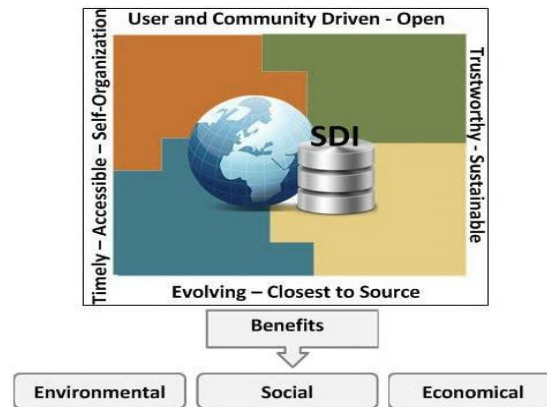 User and Community Driven - Open
Timely – Accessible – Self-Organization
SDI
Trustworthy - Sustainable
Evolving – Closest to Source
Benefits
Environmental
Social
Economical